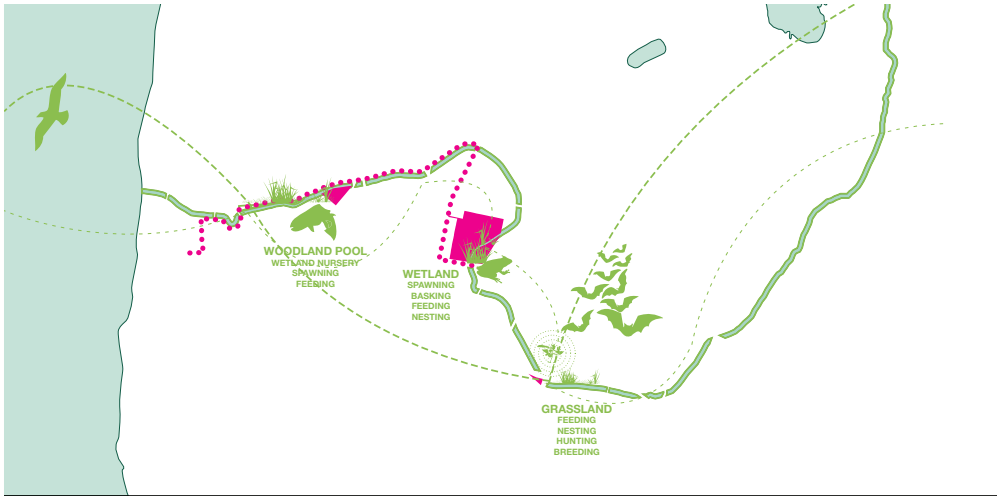 WOODLAND POOL
WETLAND NURSERY
SPAWNING
FEEDING
WETLAND
SPAWNING
BASKING
FEEDING
NESTING
GRASSLAND
FEEDING
NESTING
HUNTING
BREEDING